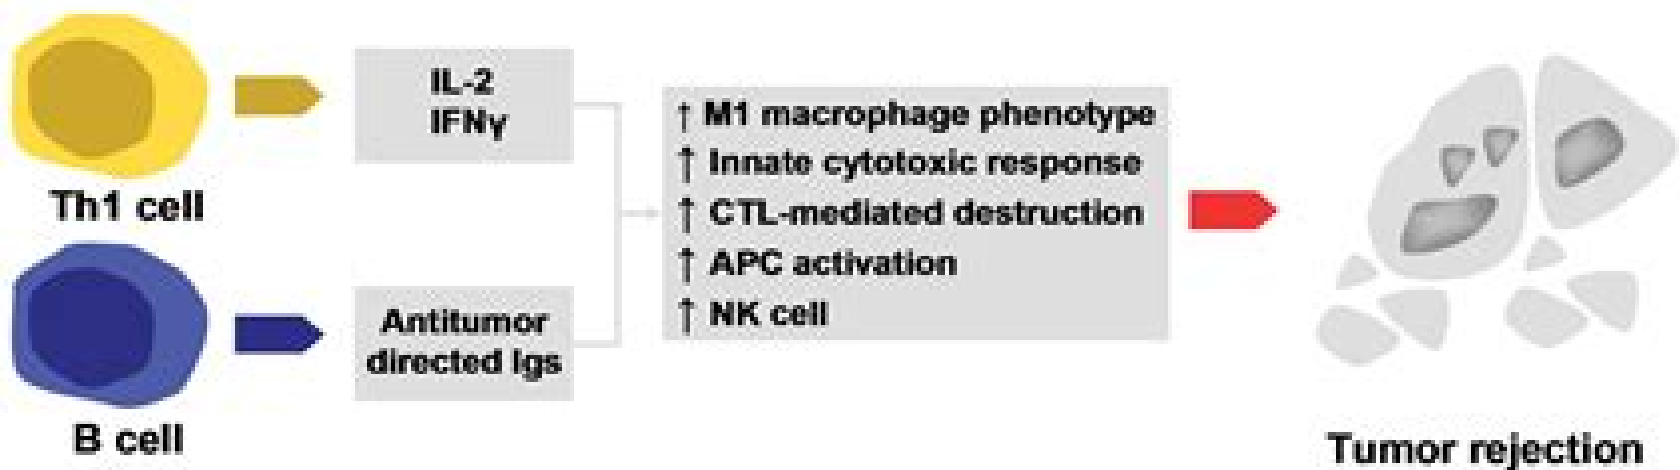 Th1 cell
IL-2
IFNγ
B cell
Antitumor
directed Igs
↑ M1 macrophage phenotype
↑ Innate cytotoxic response
↑ CTL-mediated destruction
↑ APC activation
↑ NK cell
Tumor rejection